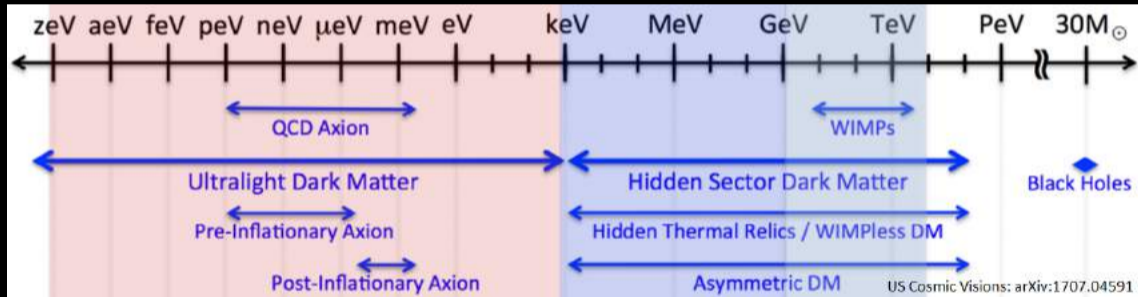 zeV aeV feV peV neV μeV meV eV keV MeV GeV TeV PeV 30M☉
QCD Axion WIMPs
Ultralight Dark Matter Hidden Sector Dark Matter Black Holes
Pre-Inflationary Axion Hidden Thermal Relics / WIMPless DM
Post-Inflationary Axion Asymmetric DM US Cosmic Visions: arXiv:1707.04591